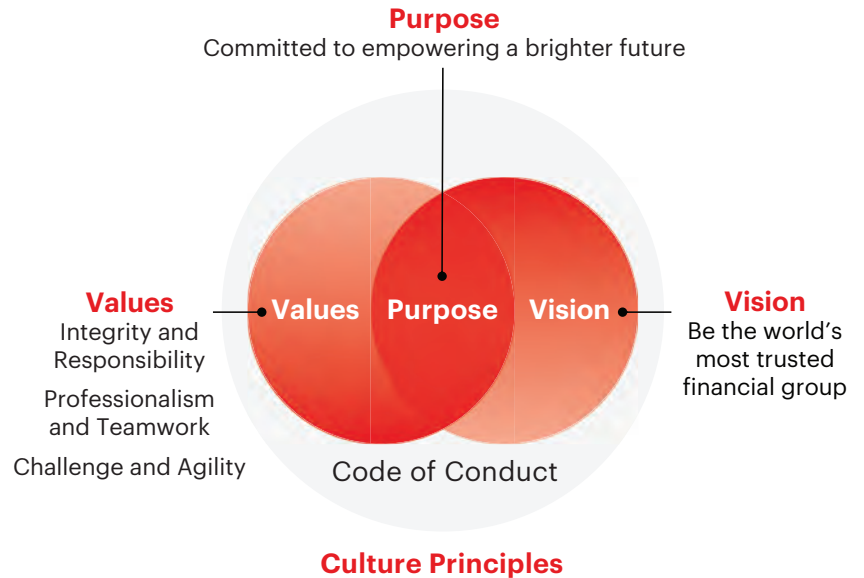 Purpose
Committed to empowering a brighter future
Values
Integrity and
Responsibility
Professionalism
and Teamwork
Challenge and Agility
Values
Purpose
Vision
Vision
Be the world’s
most trusted
financial group
Code of Conduct
Culture Principles